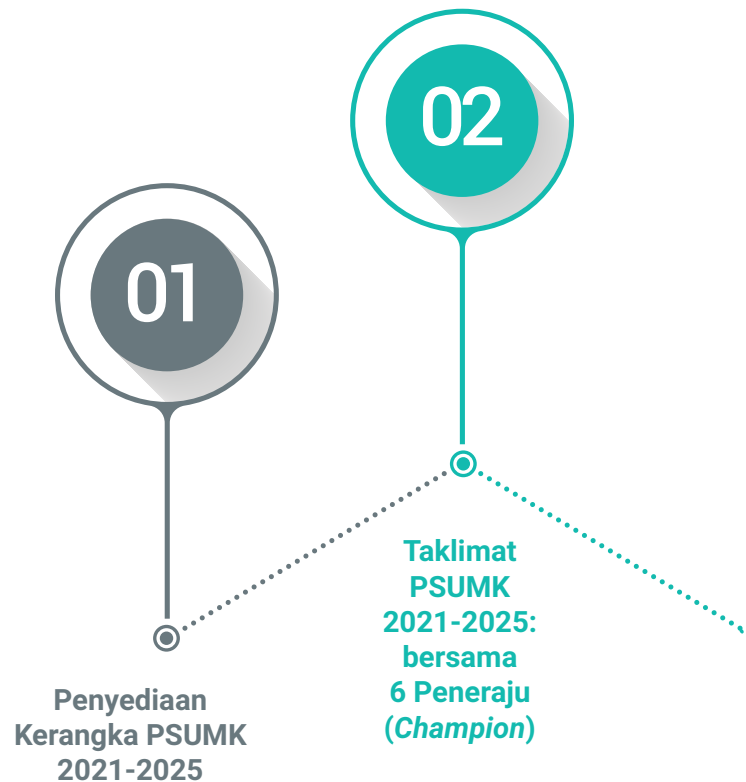 01
Penyediaan
Kerangka PSUMK
2021-2025
02
Taklimat
PSUMK
2021-2025:
bersama
6 Peneraju
(Champion)